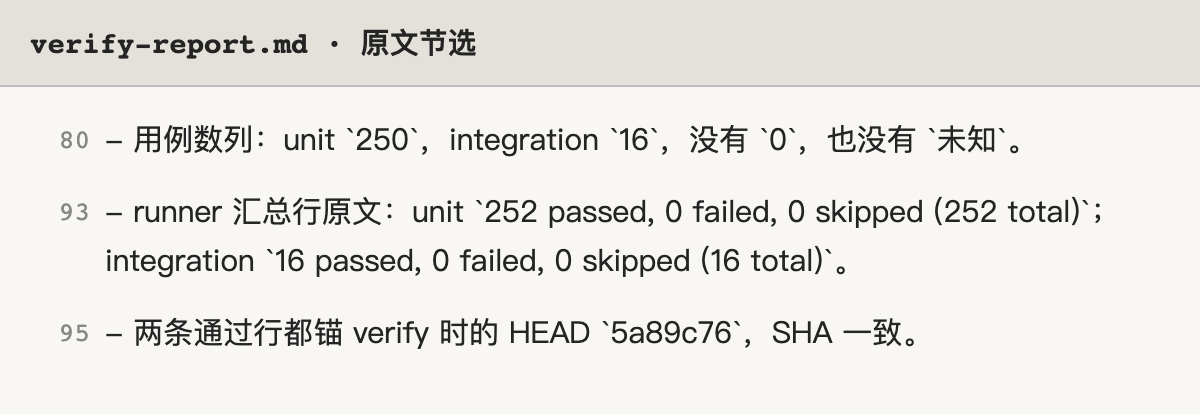 verify-report.md · 原文节选
80 – 用例数列：unit `250`，integration `16`，没有 `0`，也没有 `未知`。
93 – runner 汇总行原文：unit `252 passed, 0 failed, 0 skipped (252 total)`；
integration `16 passed, 0 failed, 0 skipped (16 total)`。
95 – 两条通过行都锚 verify 时的 HEAD `5a89c76`，SHA 一致。